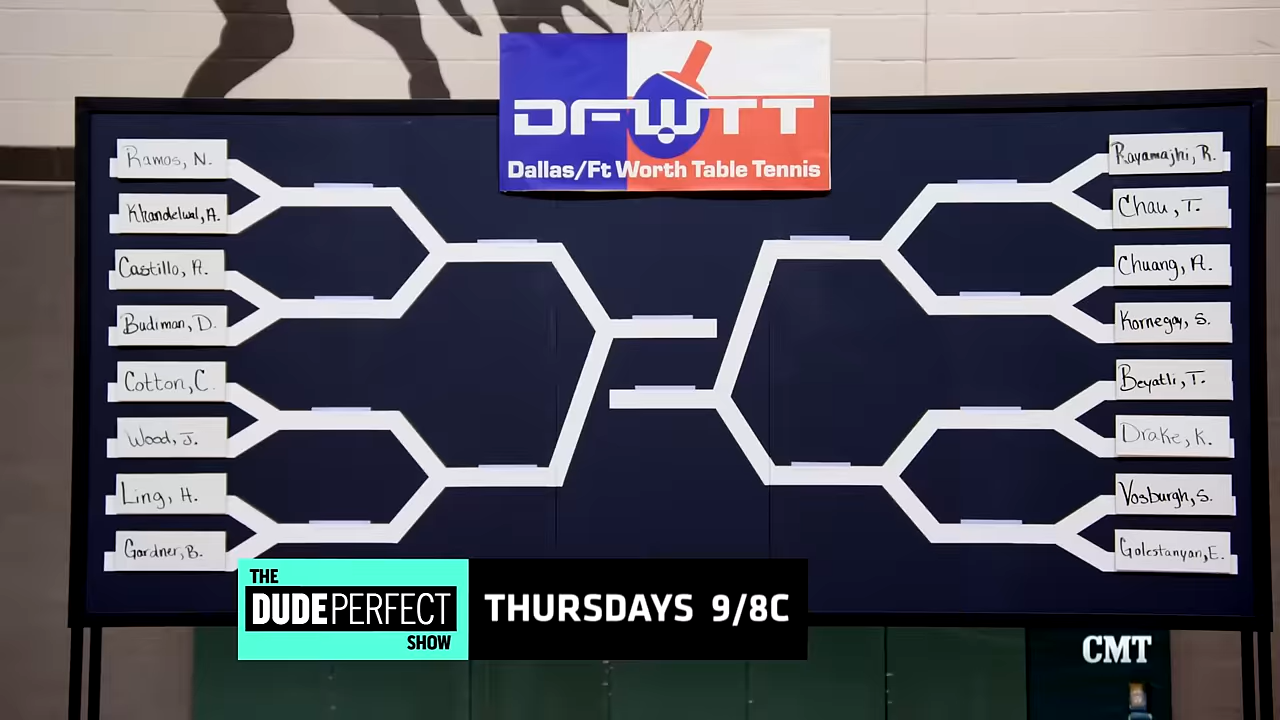 DFWTT
Dallas/Ft Worth Table Tennis
Ramos, N.
Khandelwal, A.
Castillo, A.
Budiman, D.
Cotton, C.
Wood, J.
Ling, H.
Gardner, B.
Rayamajhi, R.
Chau, T.
Chuang, A.
Kornegay, S.
Beyatli, T.
Drake, K.
Vosburgh, S.
Golestanyan, E.
THE
DUDE PERFECT
SHOW
THURSDAYS 9/8C
CMT